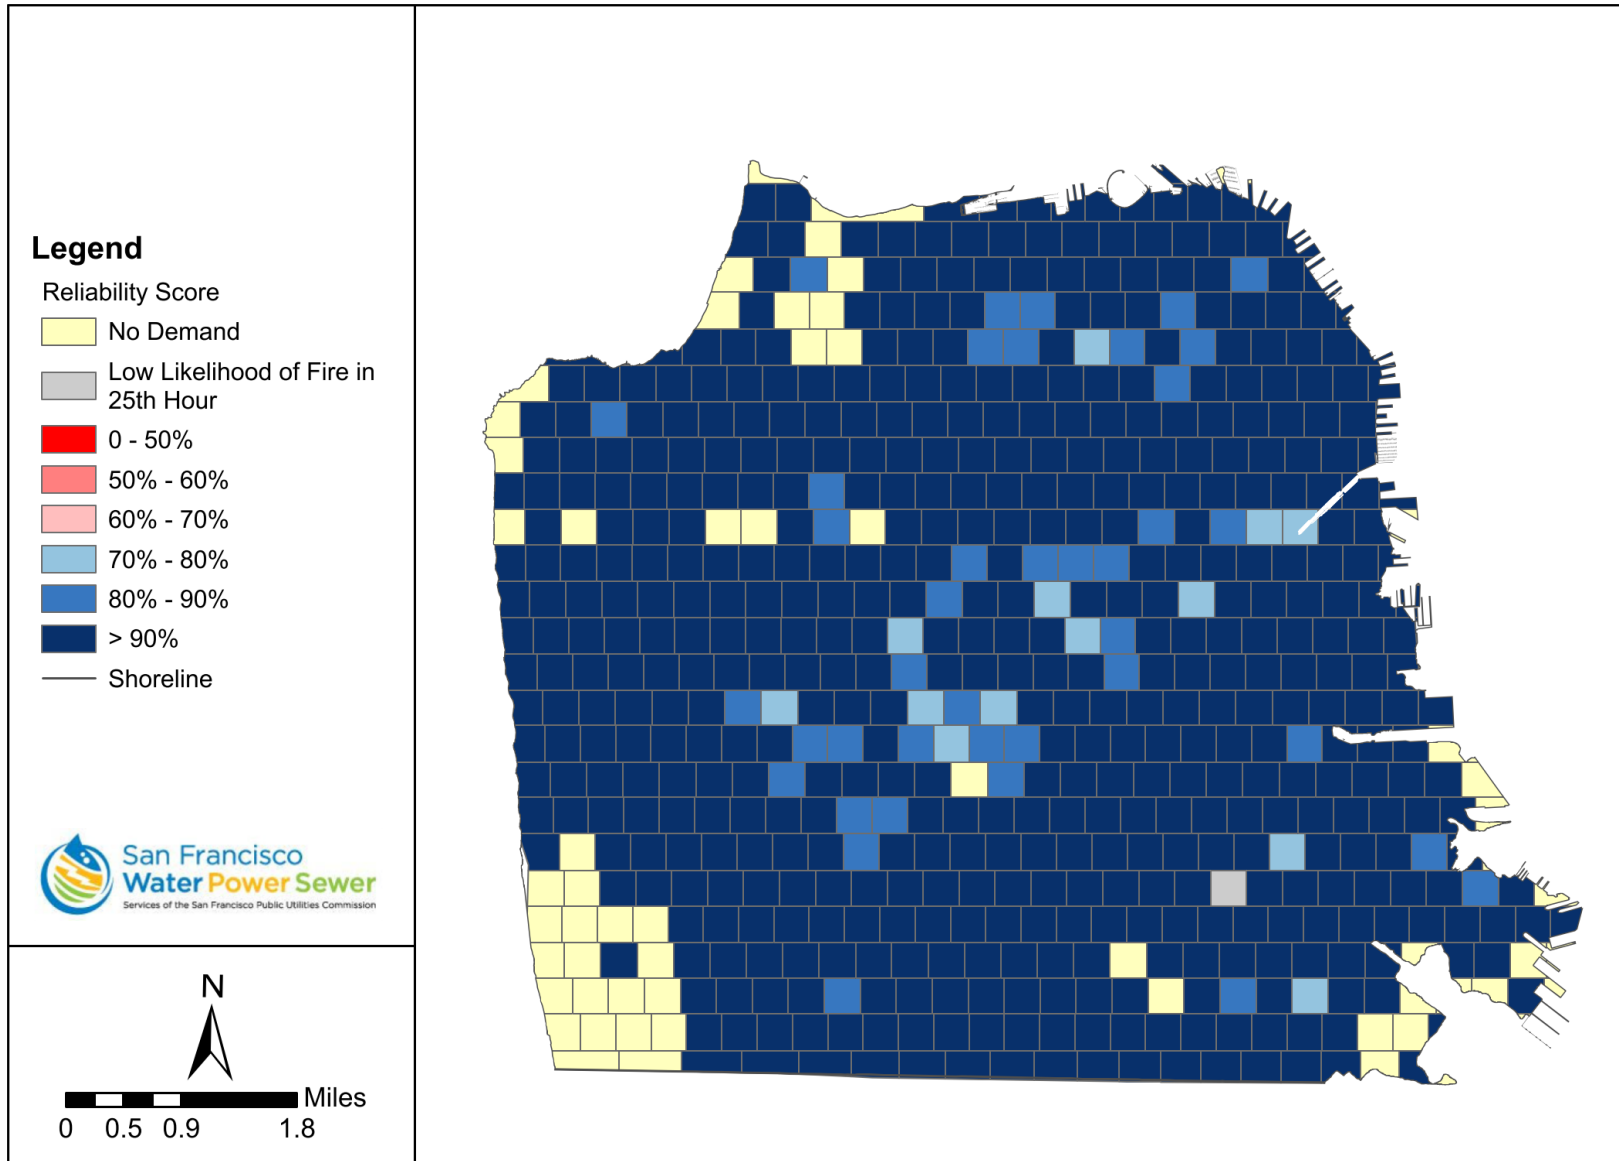 Legend
Reliability Score
No Demand
Low Likelihood of Fire in
25th Hour
0 - 50%
50% - 60%
60% - 70%
70% - 80%
80% - 90%
> 90%
Shoreline
San Francisco
Water Power Sewer
Services of the San Francisco Public Utilities Commission
N
Miles
0 0.5 0.9 1.8